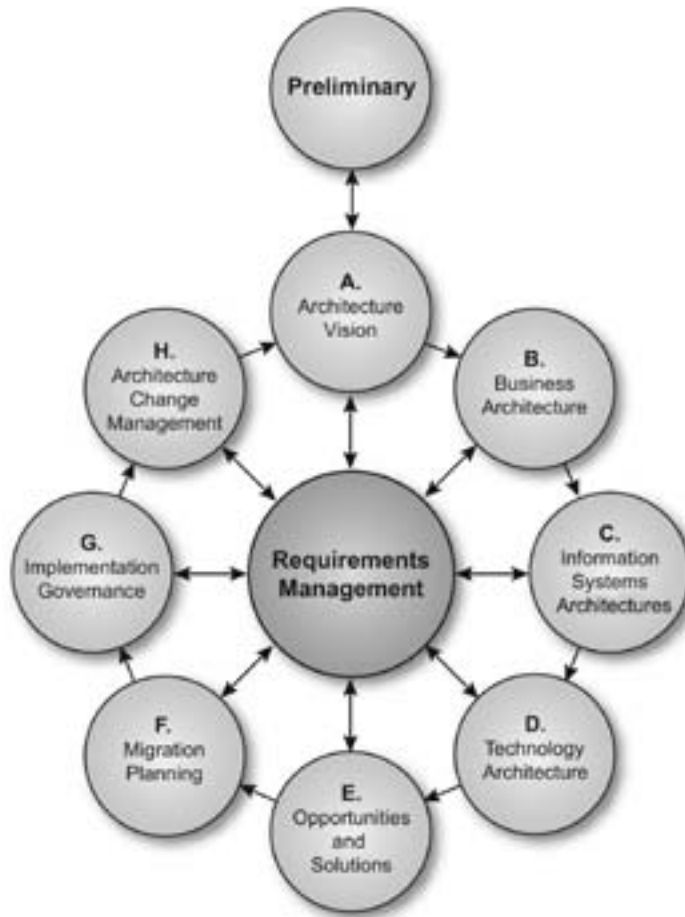 Preliminary
A.
Architecture
Vision
B.
Business
Architecture
C.
Information
Systems
Architectures
D.
Technology
Architecture
E.
Opportunities
and
Solutions
F.
Migration
Planning
G.
Implementation
Governance
H.
Architecture
Change
Management
Requirements
Management